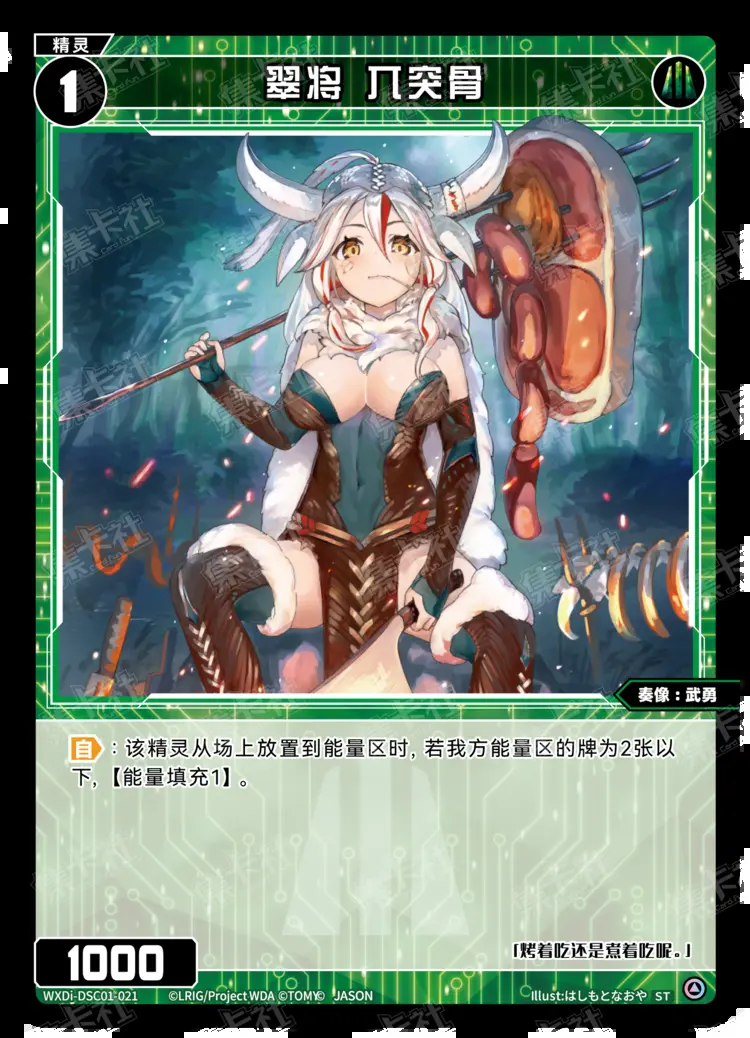 精灵
1
翠将 兀突骨
奏像：武勇
自：该精灵从场上放置到能量区时，若我方能量区的牌为2张以
下，【能量填充1】。
「烤着吃还是煮着吃呢。」
1000
WXDi-DSC01-021 ©LRIG/Project WDA ©TOMY© JASON Illust:はしもとなおや ST
集卡社